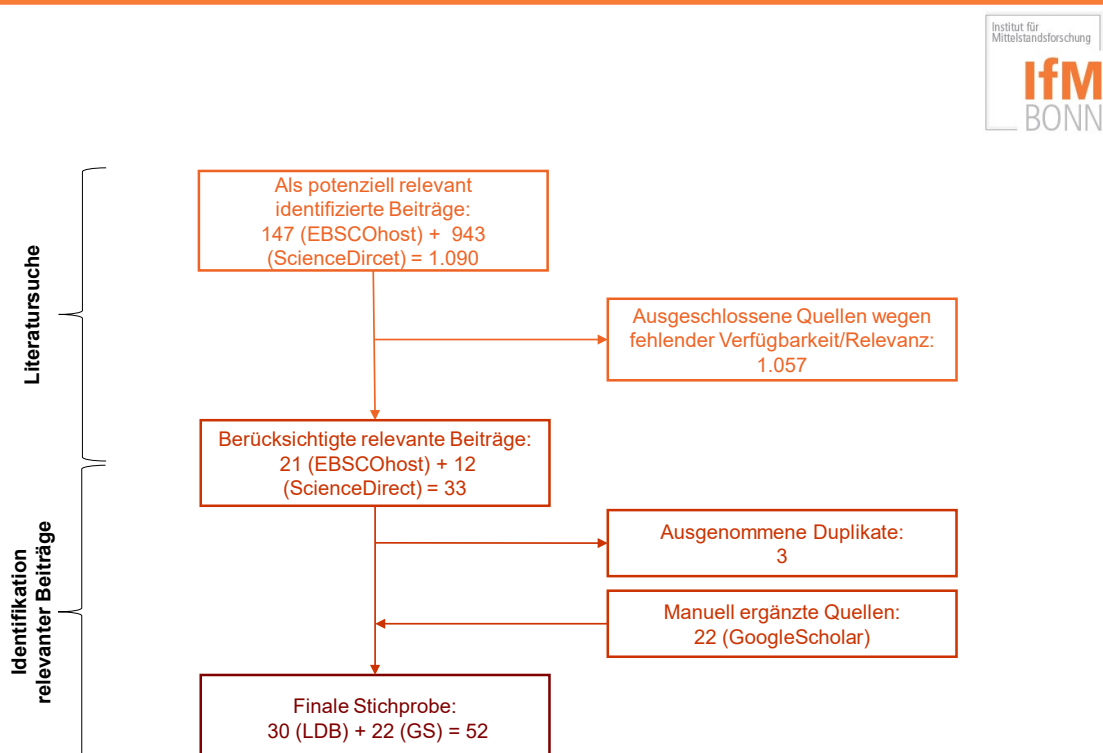 Institut für
Mittelstandsforschung
IfM
BONN
Literatursuche
Als potenziell relevant
identifizierte Beiträge:
147 (EBSCOhost) + 943
(ScienceDircet) = 1.090
Ausgeschlossene Quellen wegen
fehlender Verfügbarkeit/Relevanz:
1.057
Berücksichtigte relevante Beiträge:
21 (EBSCOhost) + 12
(ScienceDirect) = 33
Identifikation
relevanter Beiträge
Ausgenommene Duplikate:
3
Manuell ergänzte Quellen:
22 (GoogleScholar)
Finale Stichprobe:
30 (LDB) + 22 (GS) = 52